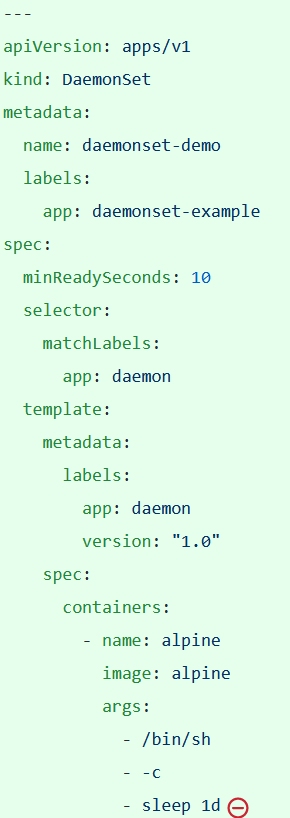 ---
apiVersion: apps/v1
kind: DaemonSet
metadata:
  name: daemonset-demo
  labels:
    app: daemonset-example
spec:
  minReadySeconds: 10
  selector:
    matchLabels:
      app: daemon
  template:
    metadata:
      labels:
        app: daemon
        version: "1.0"
    spec:
      containers:
        - name: alpine
          image: alpine
          args:
            - /bin/sh
            - -c
            - sleep 1d